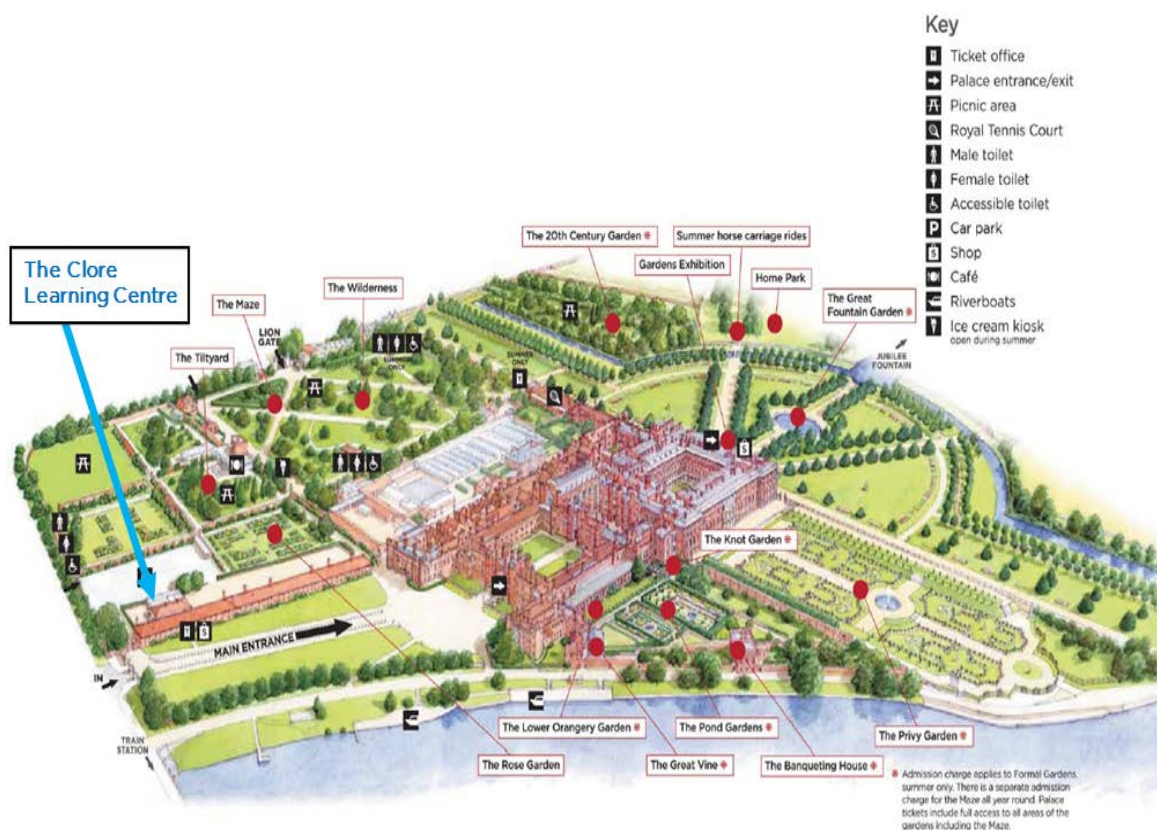 Key
Ticket office
Palace entrance/exit
Picnic area
Royal Tennis Court
Male toilet
Female toilet
Accessible toilet
P Car park
S Shop
Café
Riverboats
Ice cream kiosk
open during summer
The Clore
Learning Centre
The 20th Century Garden ❋
Summer horse carriage rides
Gardens Exhibition
Home Park
The Great
Fountain Garden ❋
The Wilderness
The Maze
LION
GATE
The Tiltyard
SUMMER
ONLY
SUMMER
ONLY
JUBILEE
FOUNTAIN
S
The Knot Garden ❋
S
MAIN ENTRANCE
IN
TRAIN
STATION
The Lower Orangery Garden ❋
The Pond Gardens ❋
The Privy Garden ❋
The Rose Garden
The Great Vine ❋
The Banqueting House ❋
❋ Admission charge applies to Formal Gardens,
summer only. There is a separate admission
charge for the Maze all year round. Palace
tickets include full access to all areas of the
gardens including the Maze.